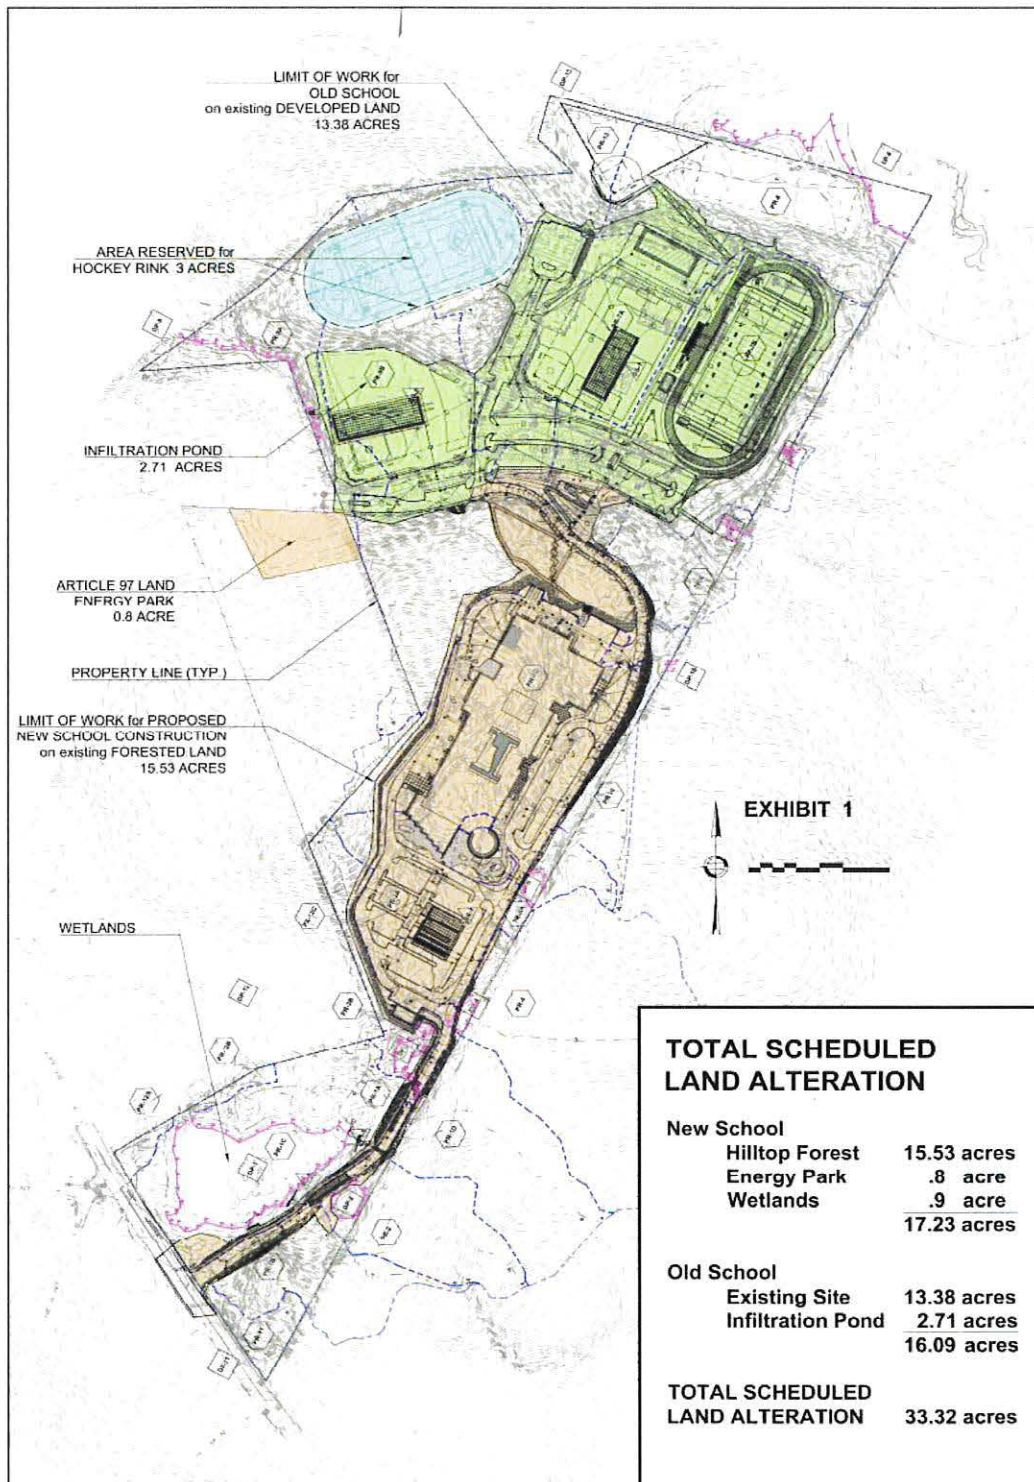 LIMIT OF WORK for
OLD SCHOOL
on existing DEVELOPED LAND
13.38 ACRES
AREA RESERVED for
HOCKEY RINK 3 ACRES
INFILTRATION POND
2.71 ACRES
ARTICLE 97 LAND
ENERGY PARK
0.8 ACRE
PROPERTY LINE (TYP.)
LIMIT OF WORK for PROPOSED
NEW SCHOOL CONSTRUCTION
on existing FORESTED LAND
15.53 ACRES
EXHIBIT 1
WETLANDS
TOTAL SCHEDULED
LAND ALTERATION
New School
Hilltop Forest 15.53 acres
Energy Park .8 acre
Wetlands .9 acre
17.23 acres
Old School
Existing Site 13.38 acres
Infiltration Pond 2.71 acres
16.09 acres
TOTAL SCHEDULED
LAND ALTERATION 33.32 acres